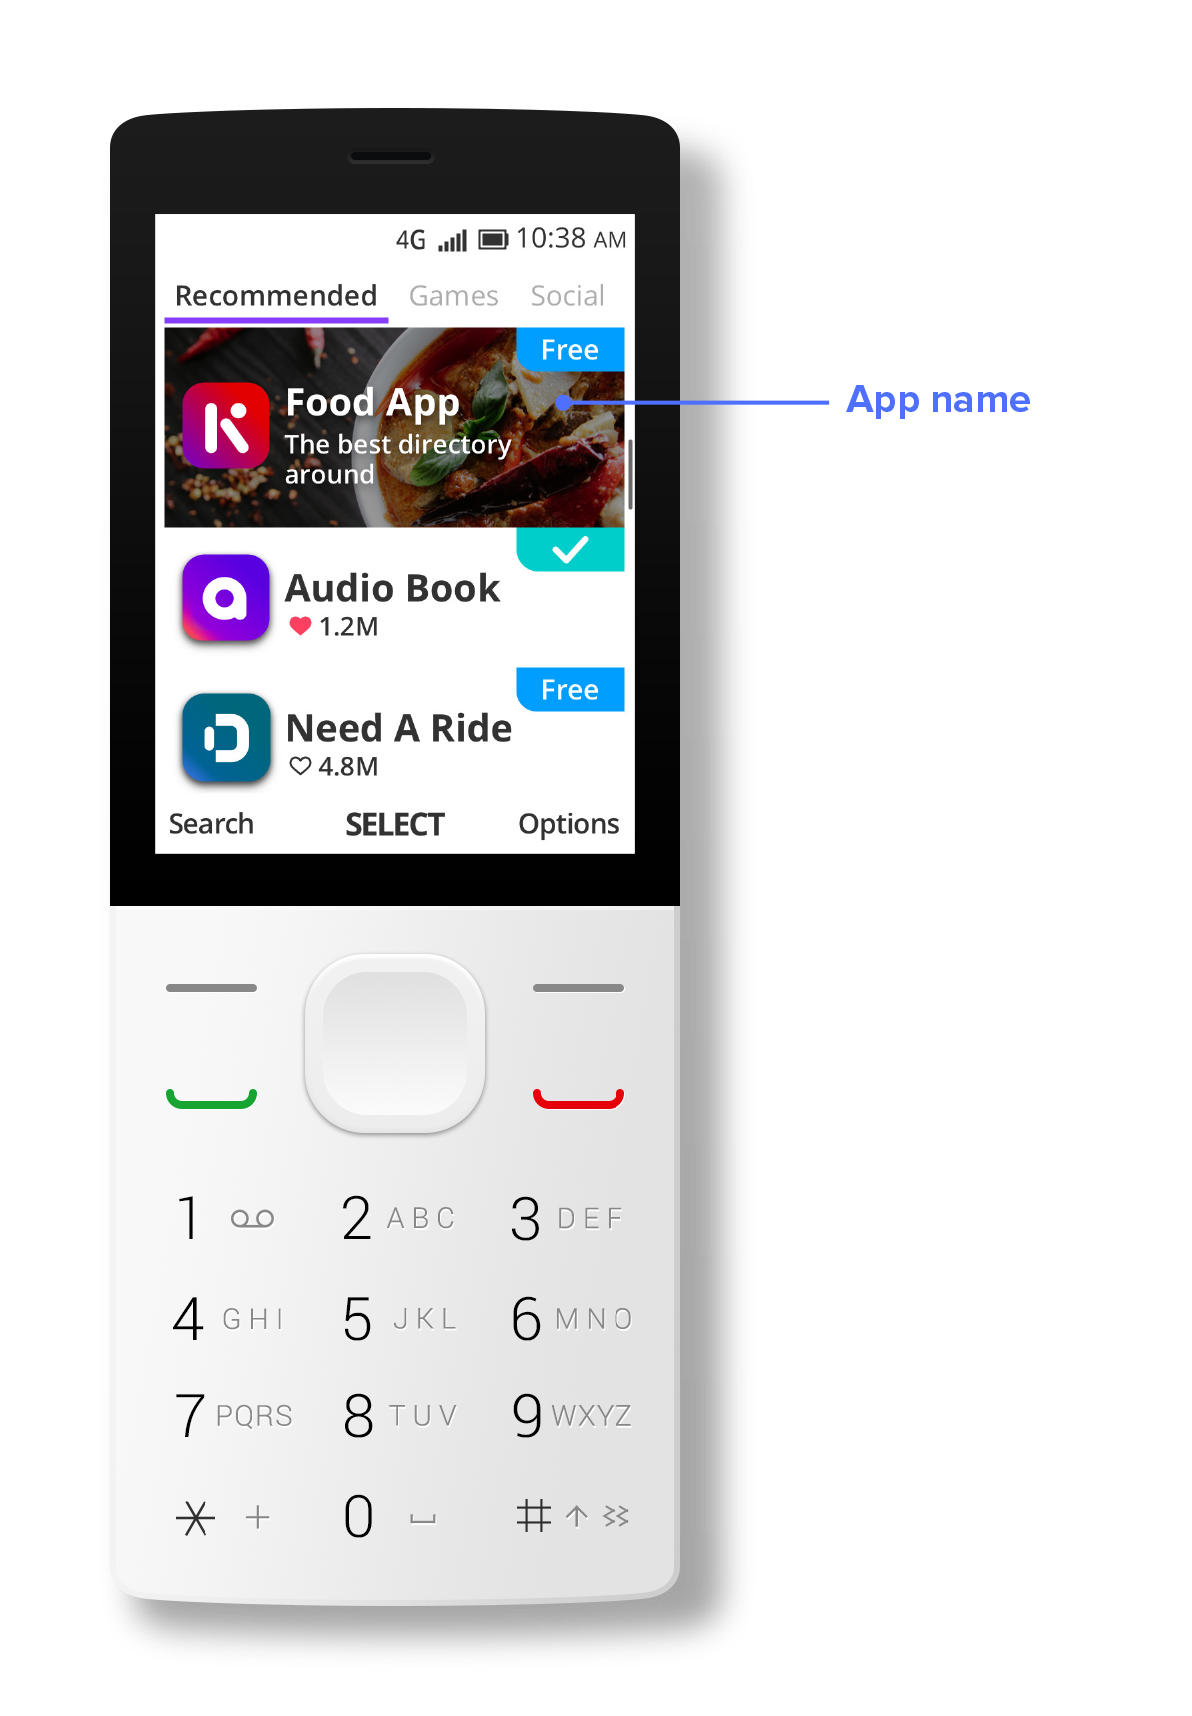 4G 10:38 AM
Recommended Games Social
Free
Food App
The best directory
around
App name
Audio Book
1.2M
Free
Need A Ride
4.8M
Search SELECT Options
1 2 ABC 3 DEF
4 GHI 5 JKL 6 MNO
7 PQRS 8 TUV 9 WXYZ
* + 0 #